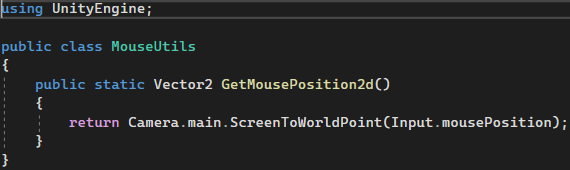 using UnityEngine;
public class MouseUtils
{
public static Vector2 GetMousePosition2d()
{
return Camera.main.ScreenToWorldPoint(Input.mousePosition);
}
}